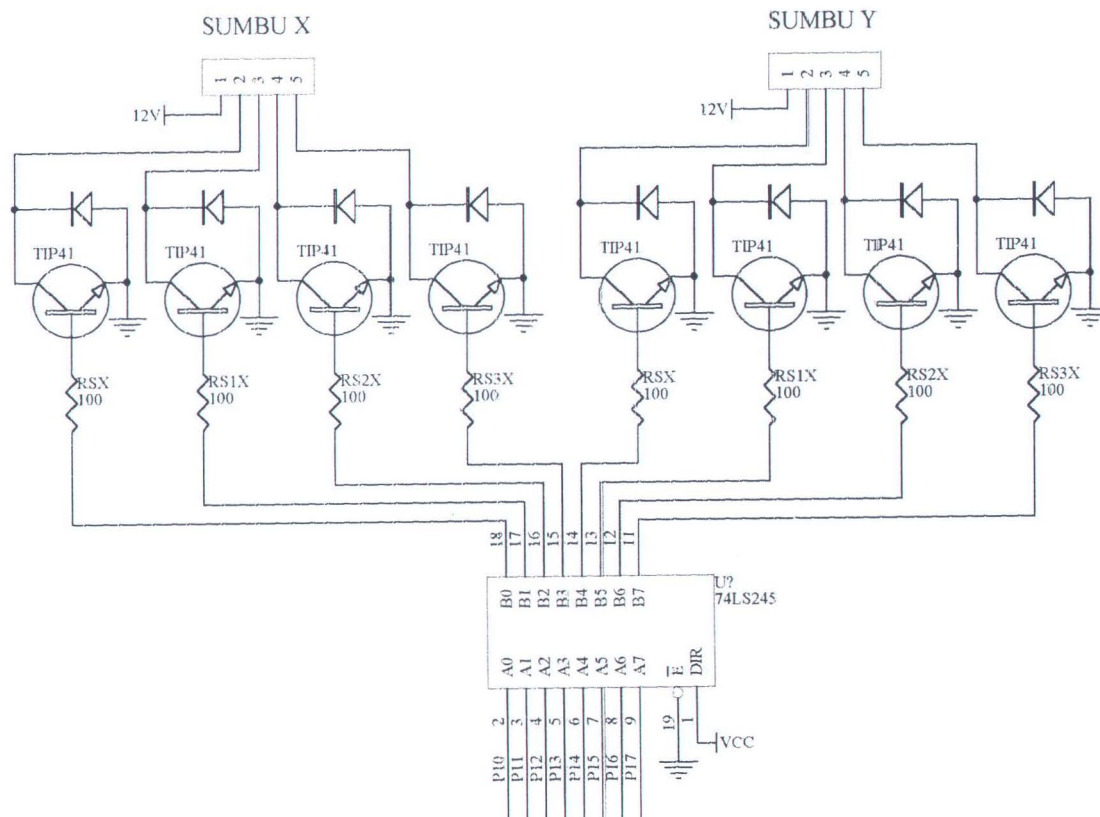 SUMBU X
SUMBU Y
1 2 3 4 5
1 2 3 4 5
12V
12V
TIP41
TIP41
TIP41
TIP41
TIP41
TIP41
TIP41
TIP41
RSX
100
RS1X
100
RS2X
100
RS3X
100
RSX
100
RS1X
100
RS2X
100
RS3X
100
18 17 16 15 14 13 12 11
U?
74LS245
B0 B1 B2 B3 B4 B5 B6 B7
A0 A1 A2 A3 A4 A5 A6 A7 E DIR
2 3 4 5 6 7 8 9 19 1
VCC
P10 P11 P12 P13 P14 P15 P16 P17